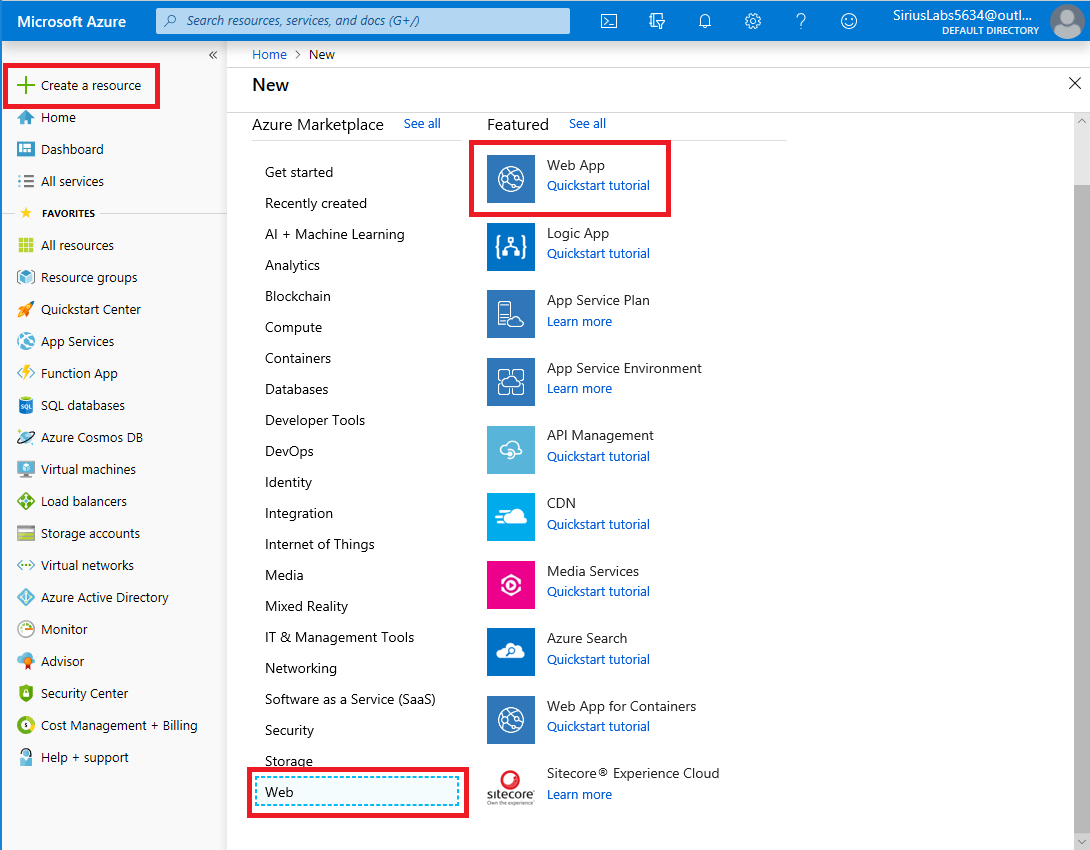 Microsoft Azure
Search resources, services, and docs (G+/)
SiriusLabs5634@outl...
DEFAULT DIRECTORY
Create a resource
Home
Dashboard
All services
FAVORITES
All resources
Resource groups
Quickstart Center
App Services
Function App
SQL
SQL databases
Azure Cosmos DB
Virtual machines
Load balancers
Storage accounts
Virtual networks
Azure Active Directory
Monitor
Advisor
Security Center
Cost Management + Billing
Help + support
Home > New
New
Azure Marketplace See all
Get started
Recently created
AI + Machine Learning
Analytics
Blockchain
Compute
Containers
Databases
Developer Tools
DevOps
Identity
Integration
Internet of Things
Media
Mixed Reality
IT & Management Tools
Networking
Software as a Service (SaaS)
Security
Storage
Web
Featured See all
Web App
Quickstart tutorial
Logic App
Quickstart tutorial
App Service Plan
Learn more
App Service Environment
Learn more
API Management
Quickstart tutorial
CDN
Quickstart tutorial
Media Services
Quickstart tutorial
Azure Search
Quickstart tutorial
Web App for Containers
Quickstart tutorial
sitecore
Own the experience
Sitecore® Experience Cloud
Learn more